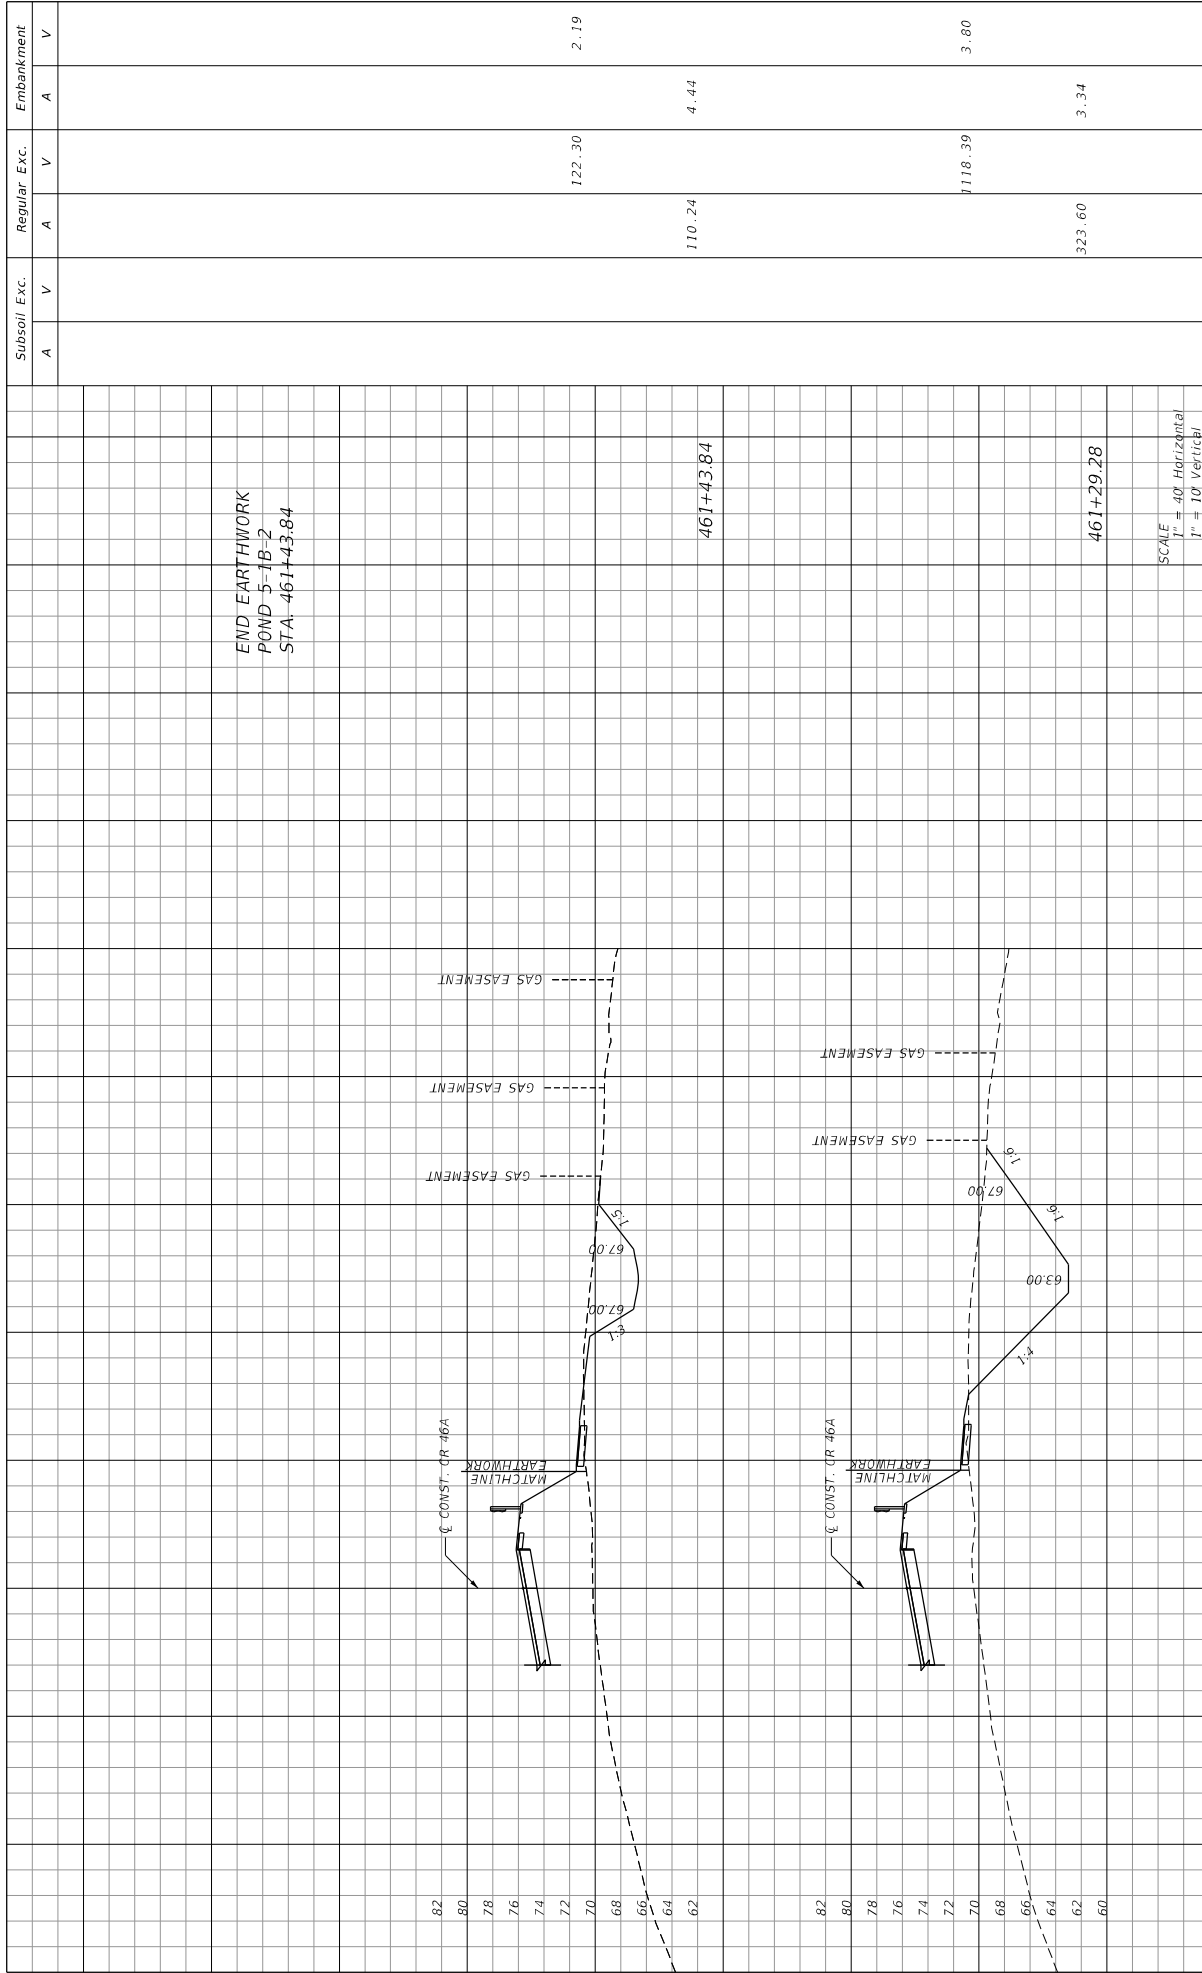 Subsoil Exc.
Regular Exc.
Embankment
A
V
A
V
A
V
END EARTHWORK
POND 5-1B-2
STA. 461+43.84
122.30
2.19
110.24
4.44
461+43.84
GAS EASEMENT
GAS EASEMENT
GAS EASEMENT
℄ CONST. CR 46A
MATCHLINE
EARTHWORK
1:3
67.00
67.00
1:5
82
80
78
76
74
72
70
68
66
64
62
1118.39
3.80
323.60
3.34
461+29.28
GAS EASEMENT
GAS EASEMENT
℄ CONST. CR 46A
MATCHLINE
EARTHWORK
1:4
63.00
1:6
67.00
1:6
82
80
78
76
74
72
70
68
66
64
62
60
SCALE
1" = 40' Horizontal
1" = 10' Vertical